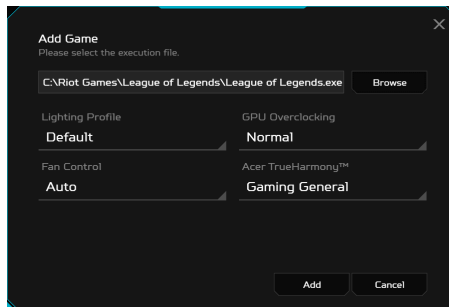 Add Game
Please select the execution file.
C:\Riot Games\League of Legends\League of Legends.exe Browse
Lighting Profile GPU Overclocking
Default Normal
Fan Control Acer TrueHarmony™
Auto Gaming General
Add Cancel